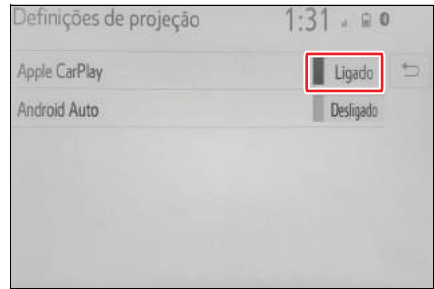 Definições de projeção 1:31
Apple CarPlay Ligado
Android Auto Desligado